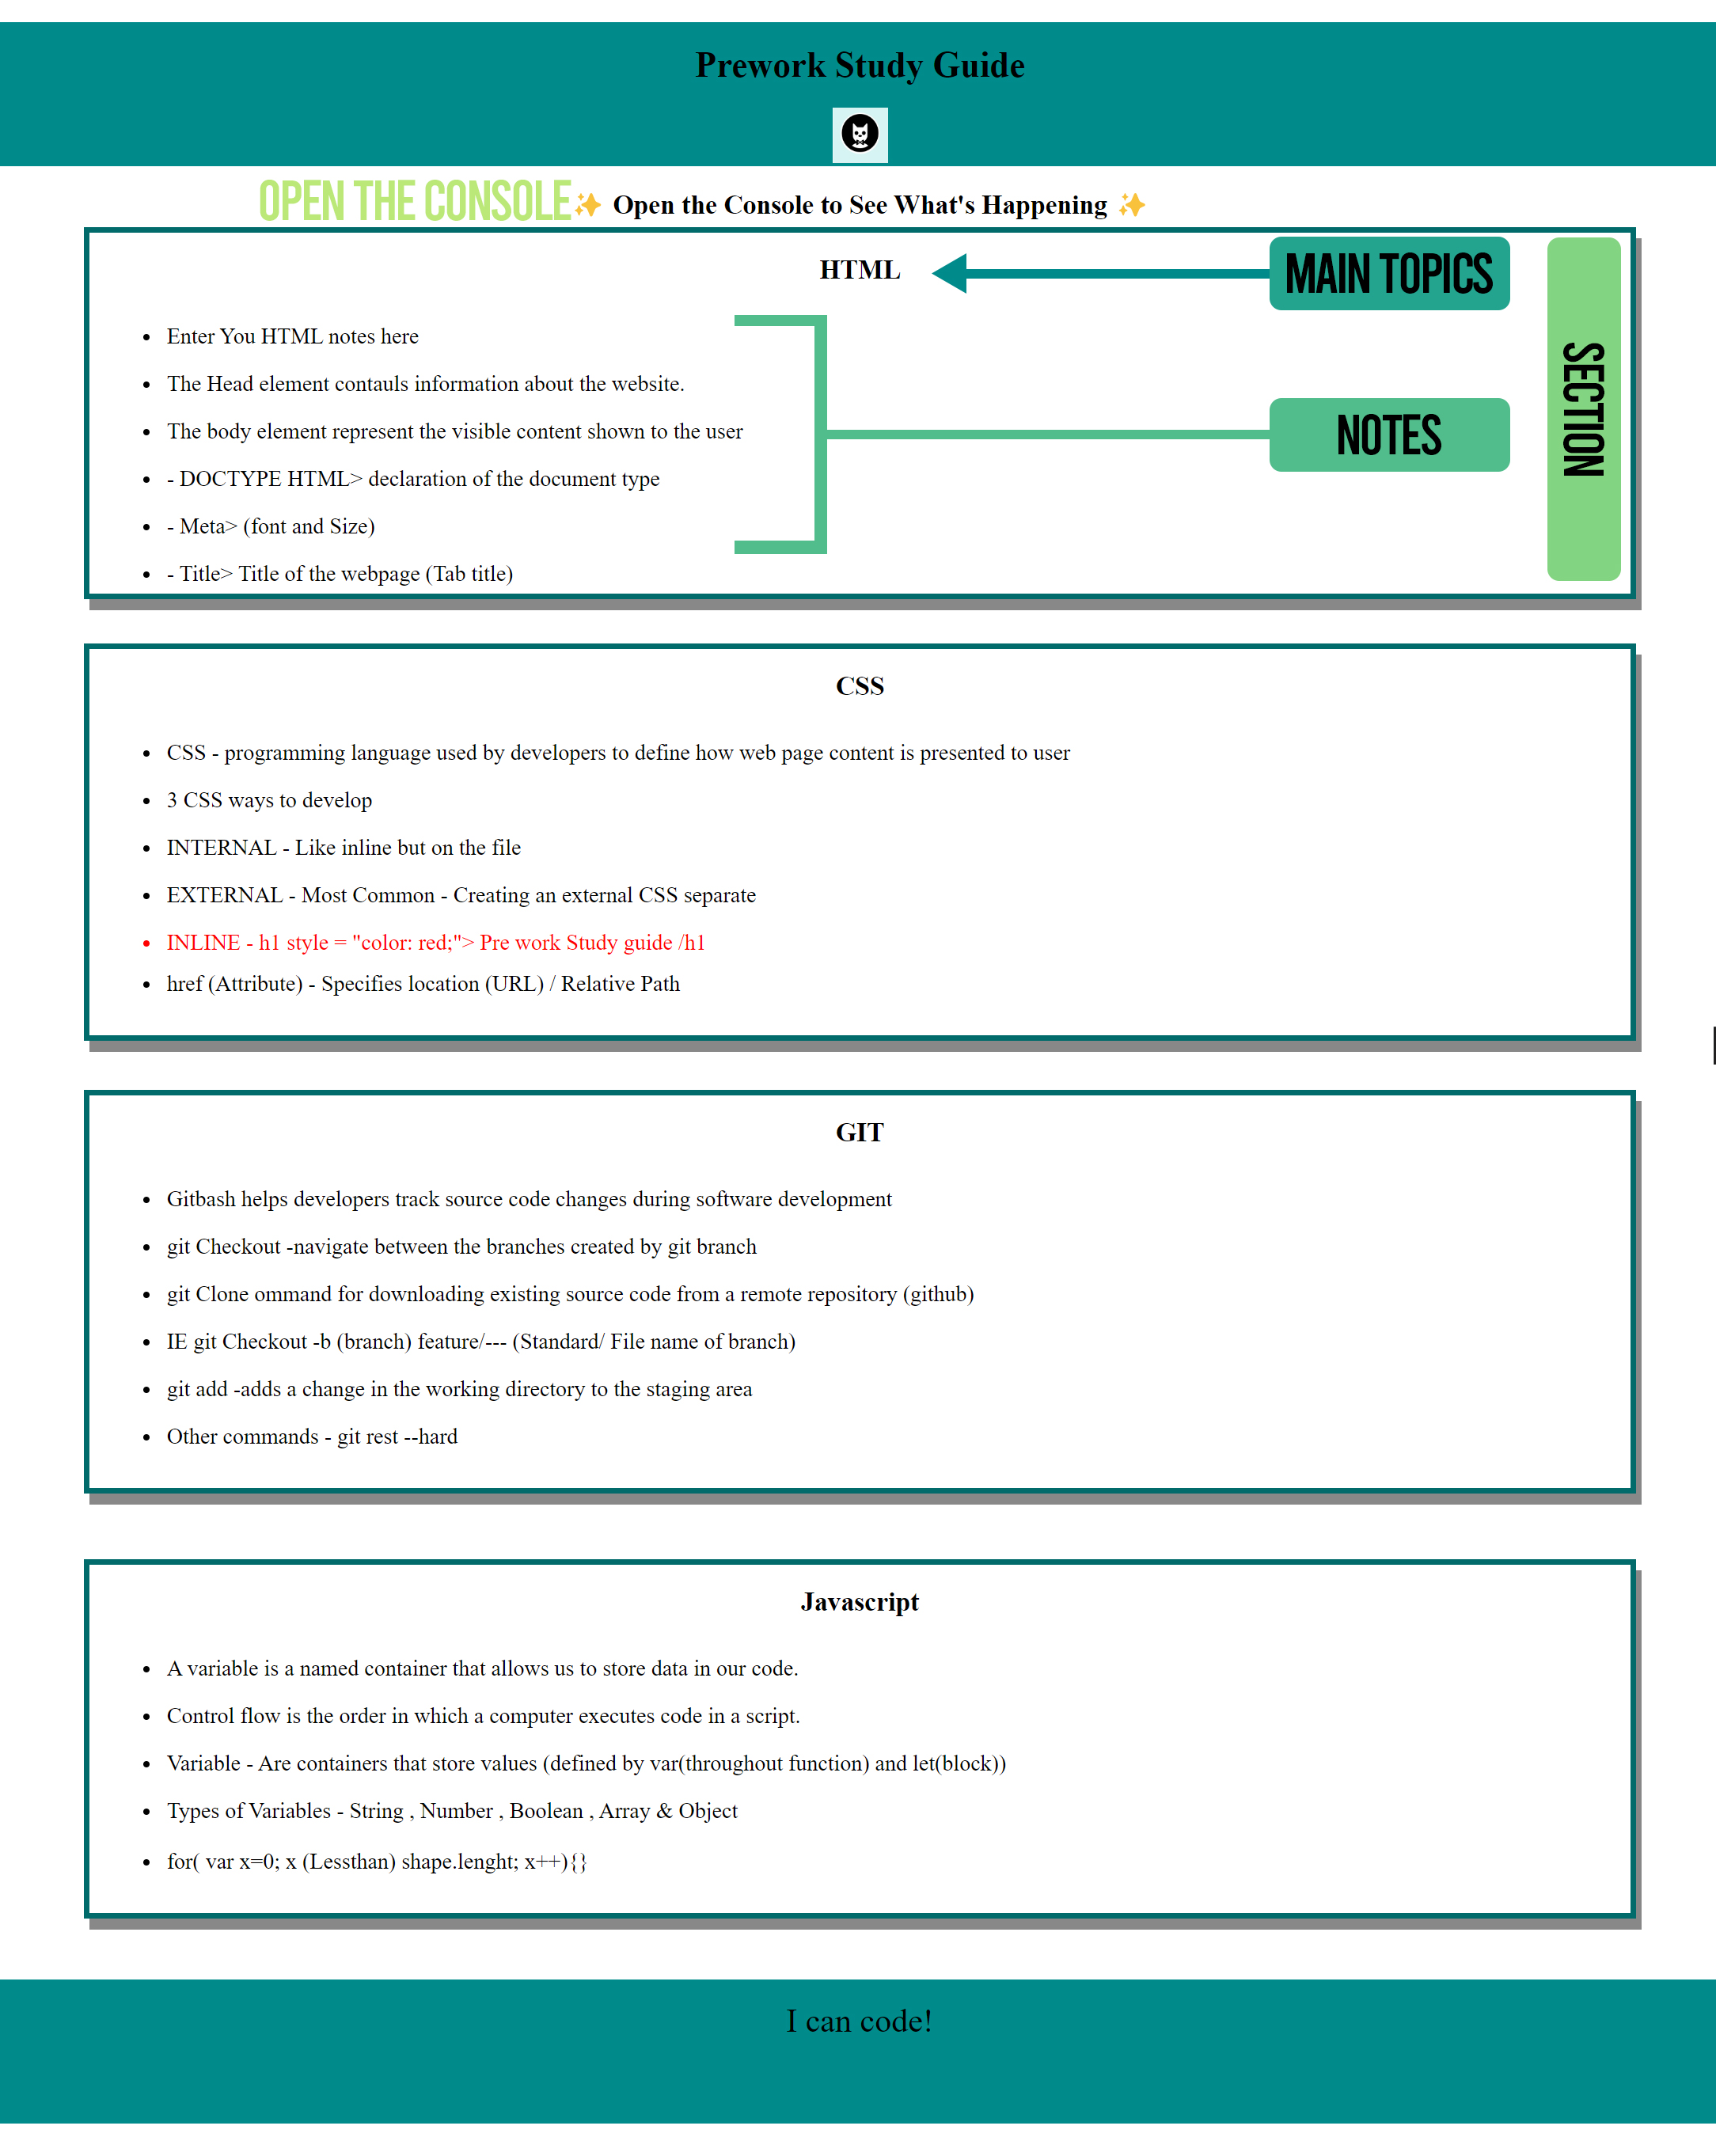 Prework Study Guide
OPEN THE CONSOLE✨ Open the Console to See What's Happening ✨
HTML
MAIN TOPICS
SECTION
• Enter You HTML notes here
• The Head element contauls information about the website.
• The body element represent the visible content shown to the user
NOTES
• - DOCTYPE HTML> declaration of the document type
• - Meta> (font and Size)
• - Title> Title of the webpage (Tab title)
CSS
• CSS - programming language used by developers to define how web page content is presented to user
• 3 CSS ways to develop
• INTERNAL - Like inline but on the file
• EXTERNAL - Most Common - Creating an external CSS separate
• INLINE - h1 style = "color: red;"> Pre work Study guide /h1
• href (Attribute) - Specifies location (URL) / Relative Path
GIT
• Gitbash helps developers track source code changes during software development
• git Checkout -navigate between the branches created by git branch
• git Clone ommand for downloading existing source code from a remote repository (github)
• IE git Checkout -b (branch) feature/--- (Standard/ File name of branch)
• git add -adds a change in the working directory to the staging area
• Other commands - git rest --hard
Javascript
• A variable is a named container that allows us to store data in our code.
• Control flow is the order in which a computer executes code in a script.
• Variable - Are containers that store values (defined by var(throughout function) and let(block))
• Types of Variables - String , Number , Boolean , Array & Object
• for( var x=0; x (Lessthan) shape.lenght; x++){}
I can code!